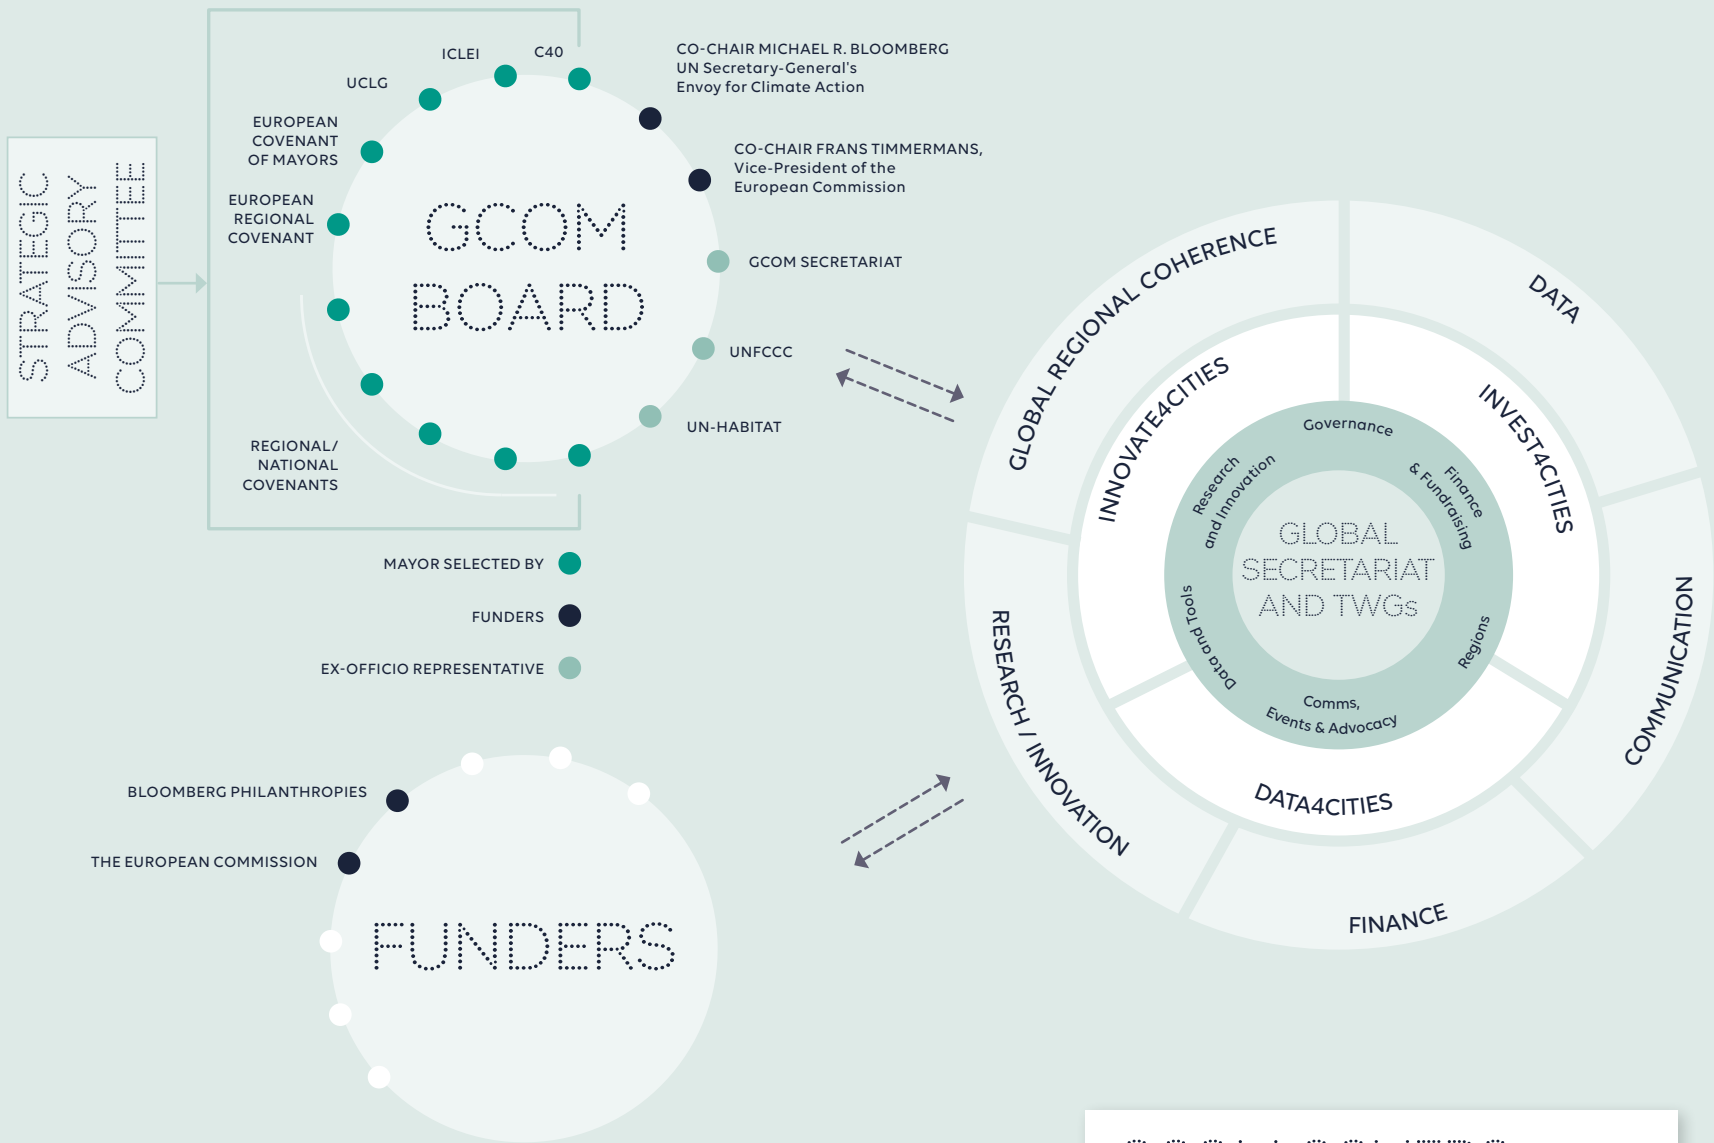 STRATEGIC
ADVISORY
COMMITTEE
C40
ICLEI
UCLG
EUROPEAN
COVENANT
OF MAYORS
EUROPEAN
REGIONAL
COVENANT
REGIONAL/
NATIONAL
COVENANTS
GCOM
BOARD
CO-CHAIR MICHAEL R. BLOOMBERG
UN Secretary-General's
Envoy for Climate Action
CO-CHAIR FRANS TIMMERMANS,
Vice-President of the
European Commission
GCOM SECRETARIAT
UNFCCC
UN-HABITAT
MAYOR SELECTED BY
FUNDERS
EX-OFFICIO REPRESENTATIVE
BLOOMBERG PHILANTHROPIES
THE EUROPEAN COMMISSION
FUNDERS
GLOBAL REGIONAL COHERENCE
DATA
COMMUNICATION
FINANCE
RESEARCH / INNOVATION
INNOVATE4CITIES
INVEST4CITIES
DATA4CITIES
Governance
Finance
& Fundraising
Regions
Comms,
Events & Advocacy
Data and Tools
Research
and Innovation
GLOBAL
SECRETARIAT
AND TWGs